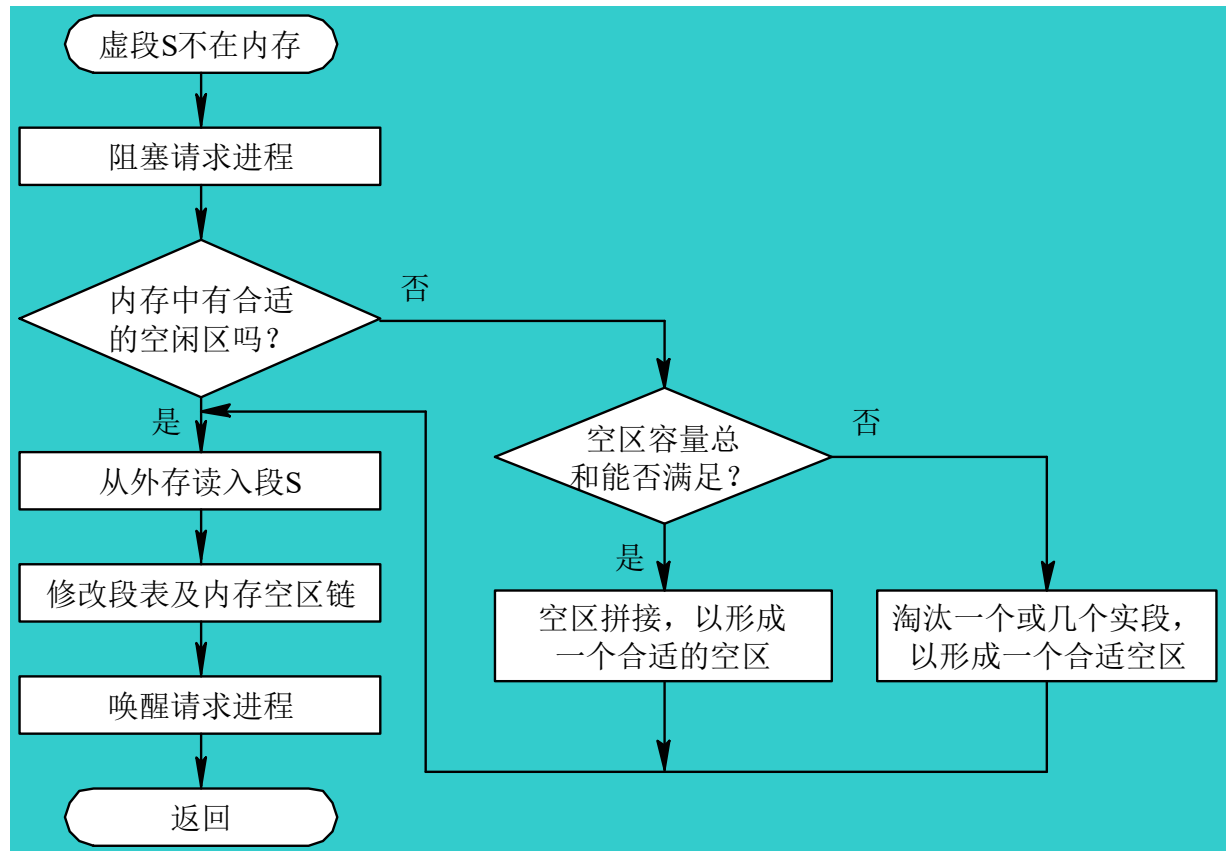 虚段S不在内存
阻塞请求进程
内存中有合适
的空闲区吗？
否
是
空区容量总
和能否满足？
否
从外存读入段S
是
修改段表及内存空区链
空区拼接，以形成
一个合适的空区
淘汰一个或几个实段，
以形成一个合适空区
唤醒请求进程
返回